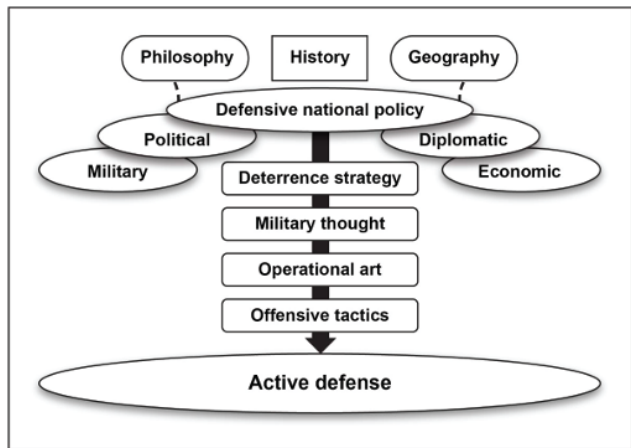 Philosophy
History
Geography
Defensive national policy
Political
Diplomatic
Military
Economic
Deterrence strategy
Military thought
Operational art
Offensive tactics
Active defense